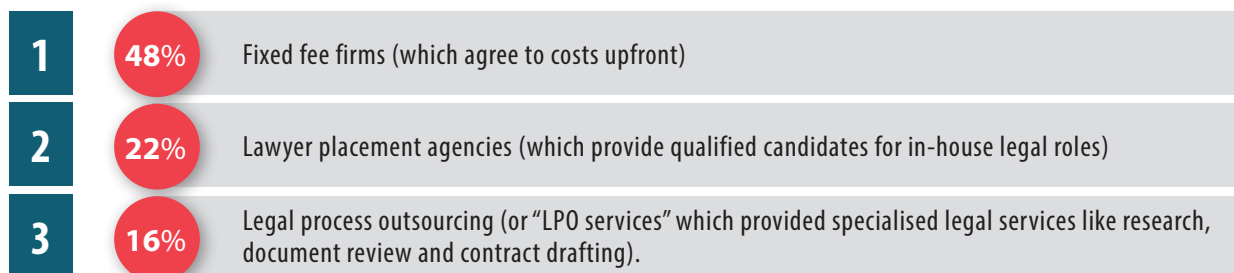 1
48%
Fixed fee firms (which agree to costs upfront)
2
22%
Lawyer placement agencies (which provide qualified candidates for in-house legal roles)
3
16%
Legal process outsourcing (or “LPO services” which provided specialised legal services like research,
document review and contract drafting).